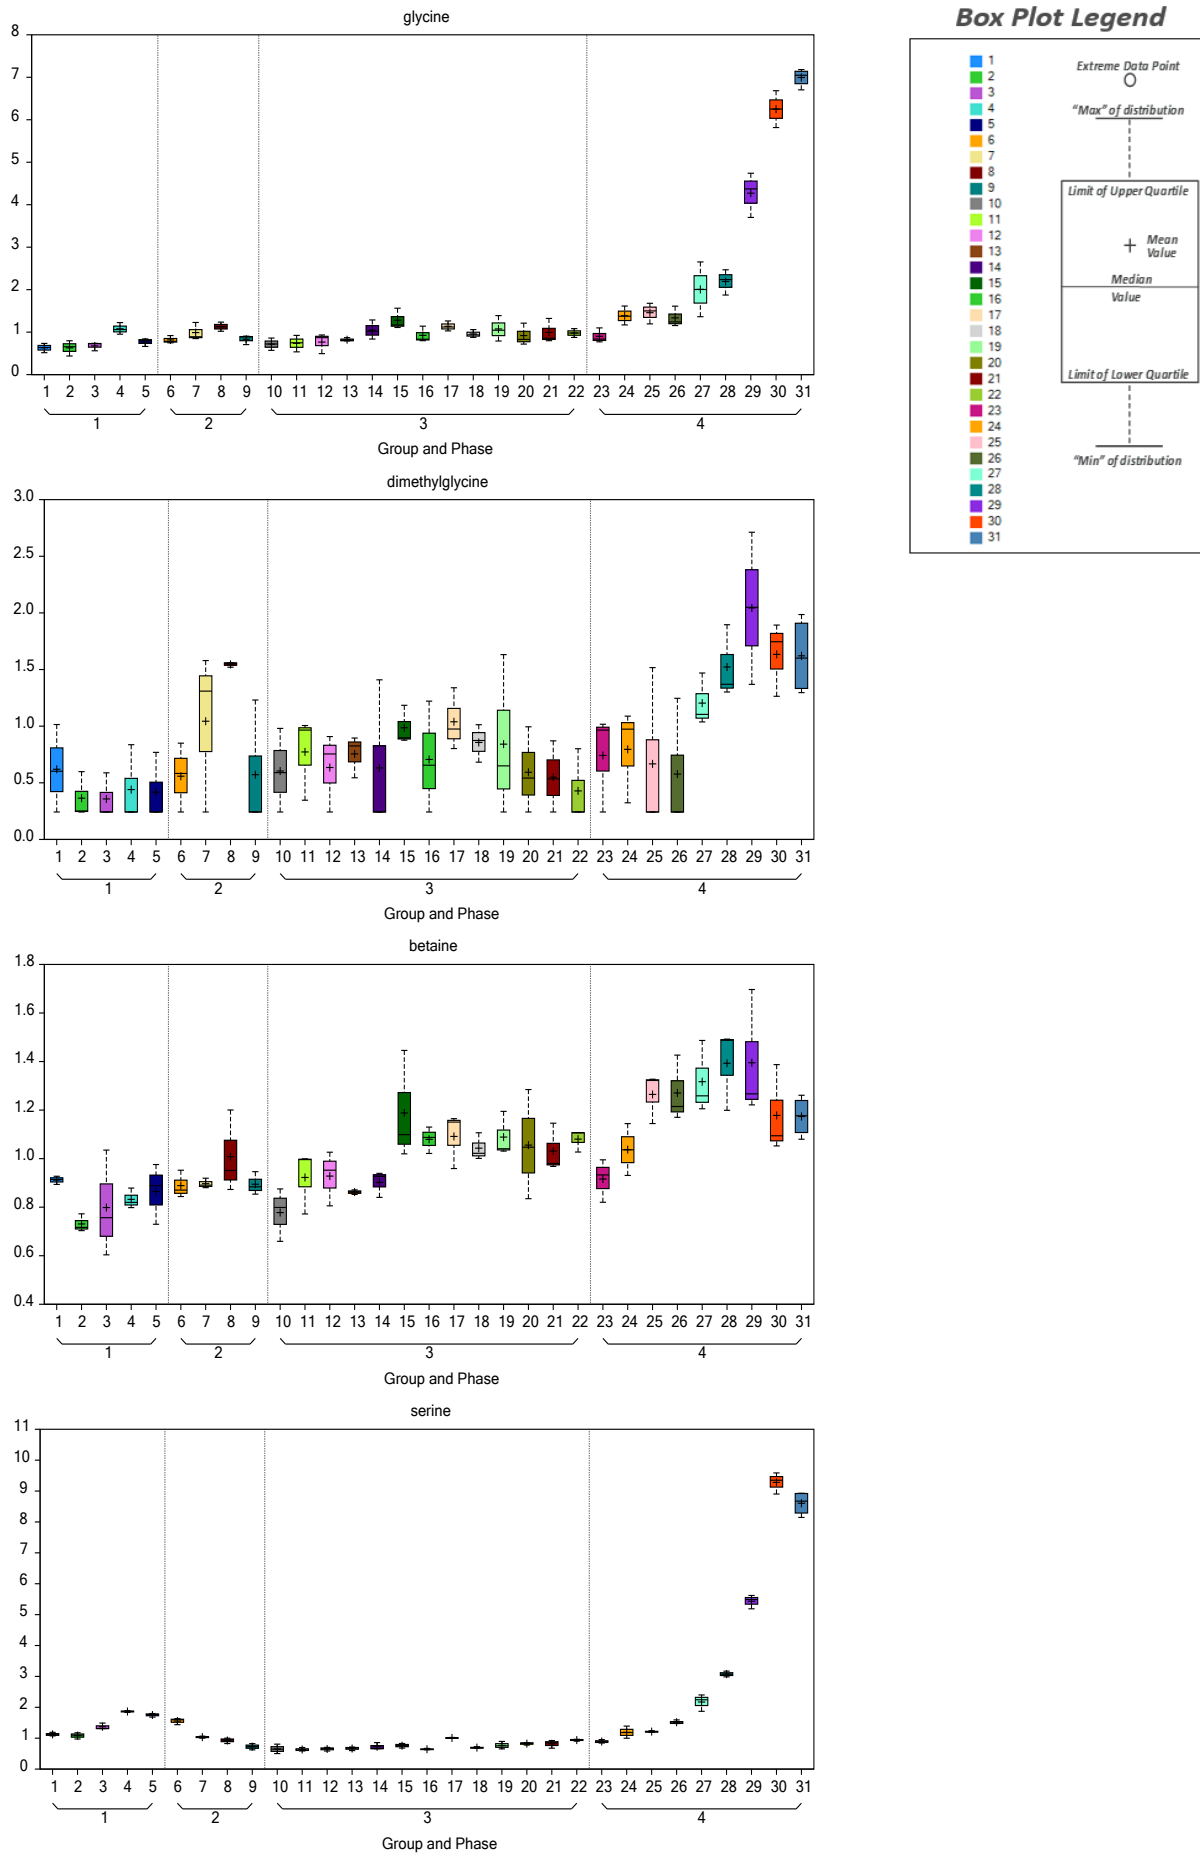 glycine
8
7
6
5
4
3
2
1
0
1 2 3 4 5 6 7 8 9 10 11 12 13 14 15 16 17 18 19 20 21 22 23 24 25 26 27 28 29 30 31
1 2 3 4
Group and Phase
dimethylglycine
3.0
2.5
2.0
1.5
1.0
0.5
0.0
1 2 3 4 5 6 7 8 9 10 11 12 13 14 15 16 17 18 19 20 21 22 23 24 25 26 27 28 29 30 31
1 2 3 4
Group and Phase
betaine
1.8
1.6
1.4
1.2
1.0
0.8
0.6
0.4
1 2 3 4 5 6 7 8 9 10 11 12 13 14 15 16 17 18 19 20 21 22 23 24 25 26 27 28 29 30 31
1 2 3 4
Group and Phase
serine
11
10
9
8
7
6
5
4
3
2
1
0
1 2 3 4 5 6 7 8 9 10 11 12 13 14 15 16 17 18 19 20 21 22 23 24 25 26 27 28 29 30 31
1 2 3 4
Group and Phase
Box Plot Legend
1
2
3
4
5
6
7
8
9
10
11
12
13
14
15
16
17
18
19
20
21
22
23
24
25
26
27
28
29
30
31
Extreme Data Point
"Max" of distribution
Limit of Upper Quartile
Mean
Value
Median
Value
Limit of Lower Quartile
"Min" of distribution